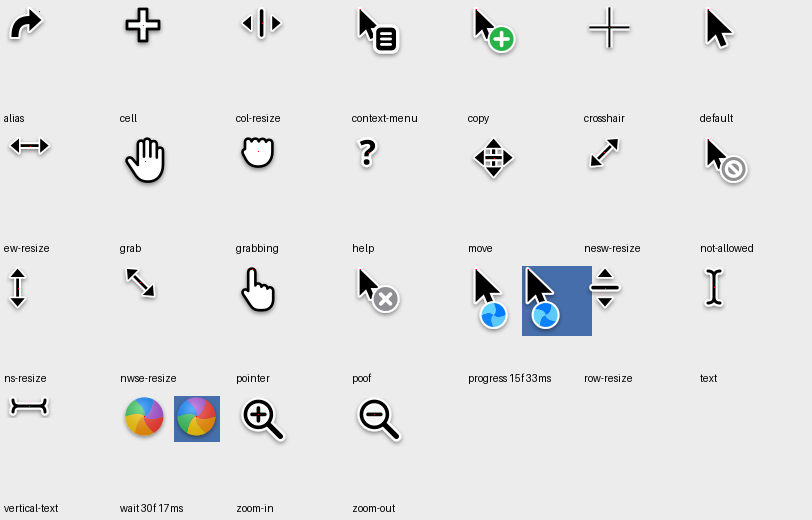 alias cell col-resize context-menu copy crosshair default
?
ew-resize grab grabbing help move nesw-resize not-allowed
ns-resize nwse-resize pointer poof progress 15f 33ms row-resize text
vertical-text wait 30f 17ms zoom-in zoom-out